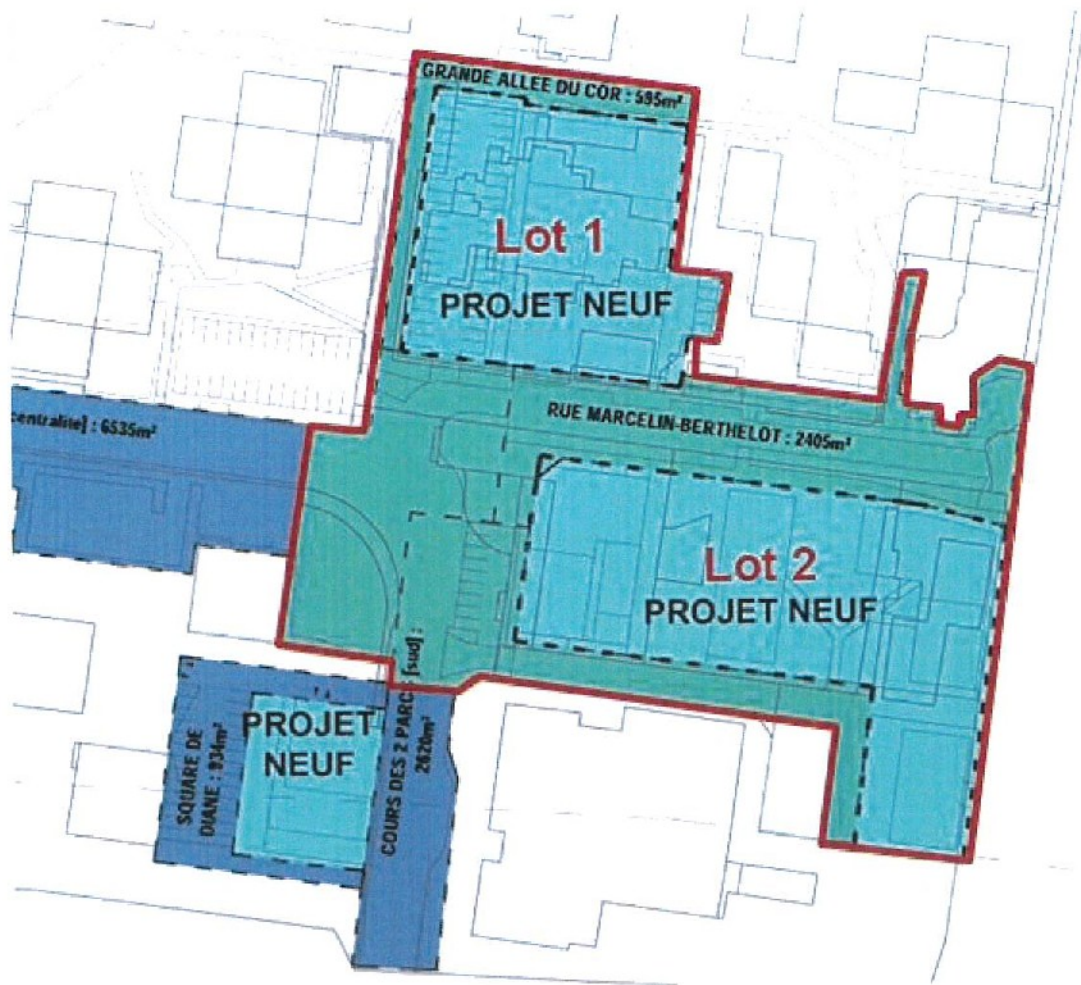 GRANDE ALLEE DU COR : 595m²
Lot 1
PROJET NEUF
centralité] : 6535m²
RUE MARCELIN-BERTHELOT : 2405m²
Lot 2
PROJET NEUF
PROJET
NEUF
SQUARE DE
DIANE : 934m²
COURS DES 2 PARCS [sud] :
2620m²